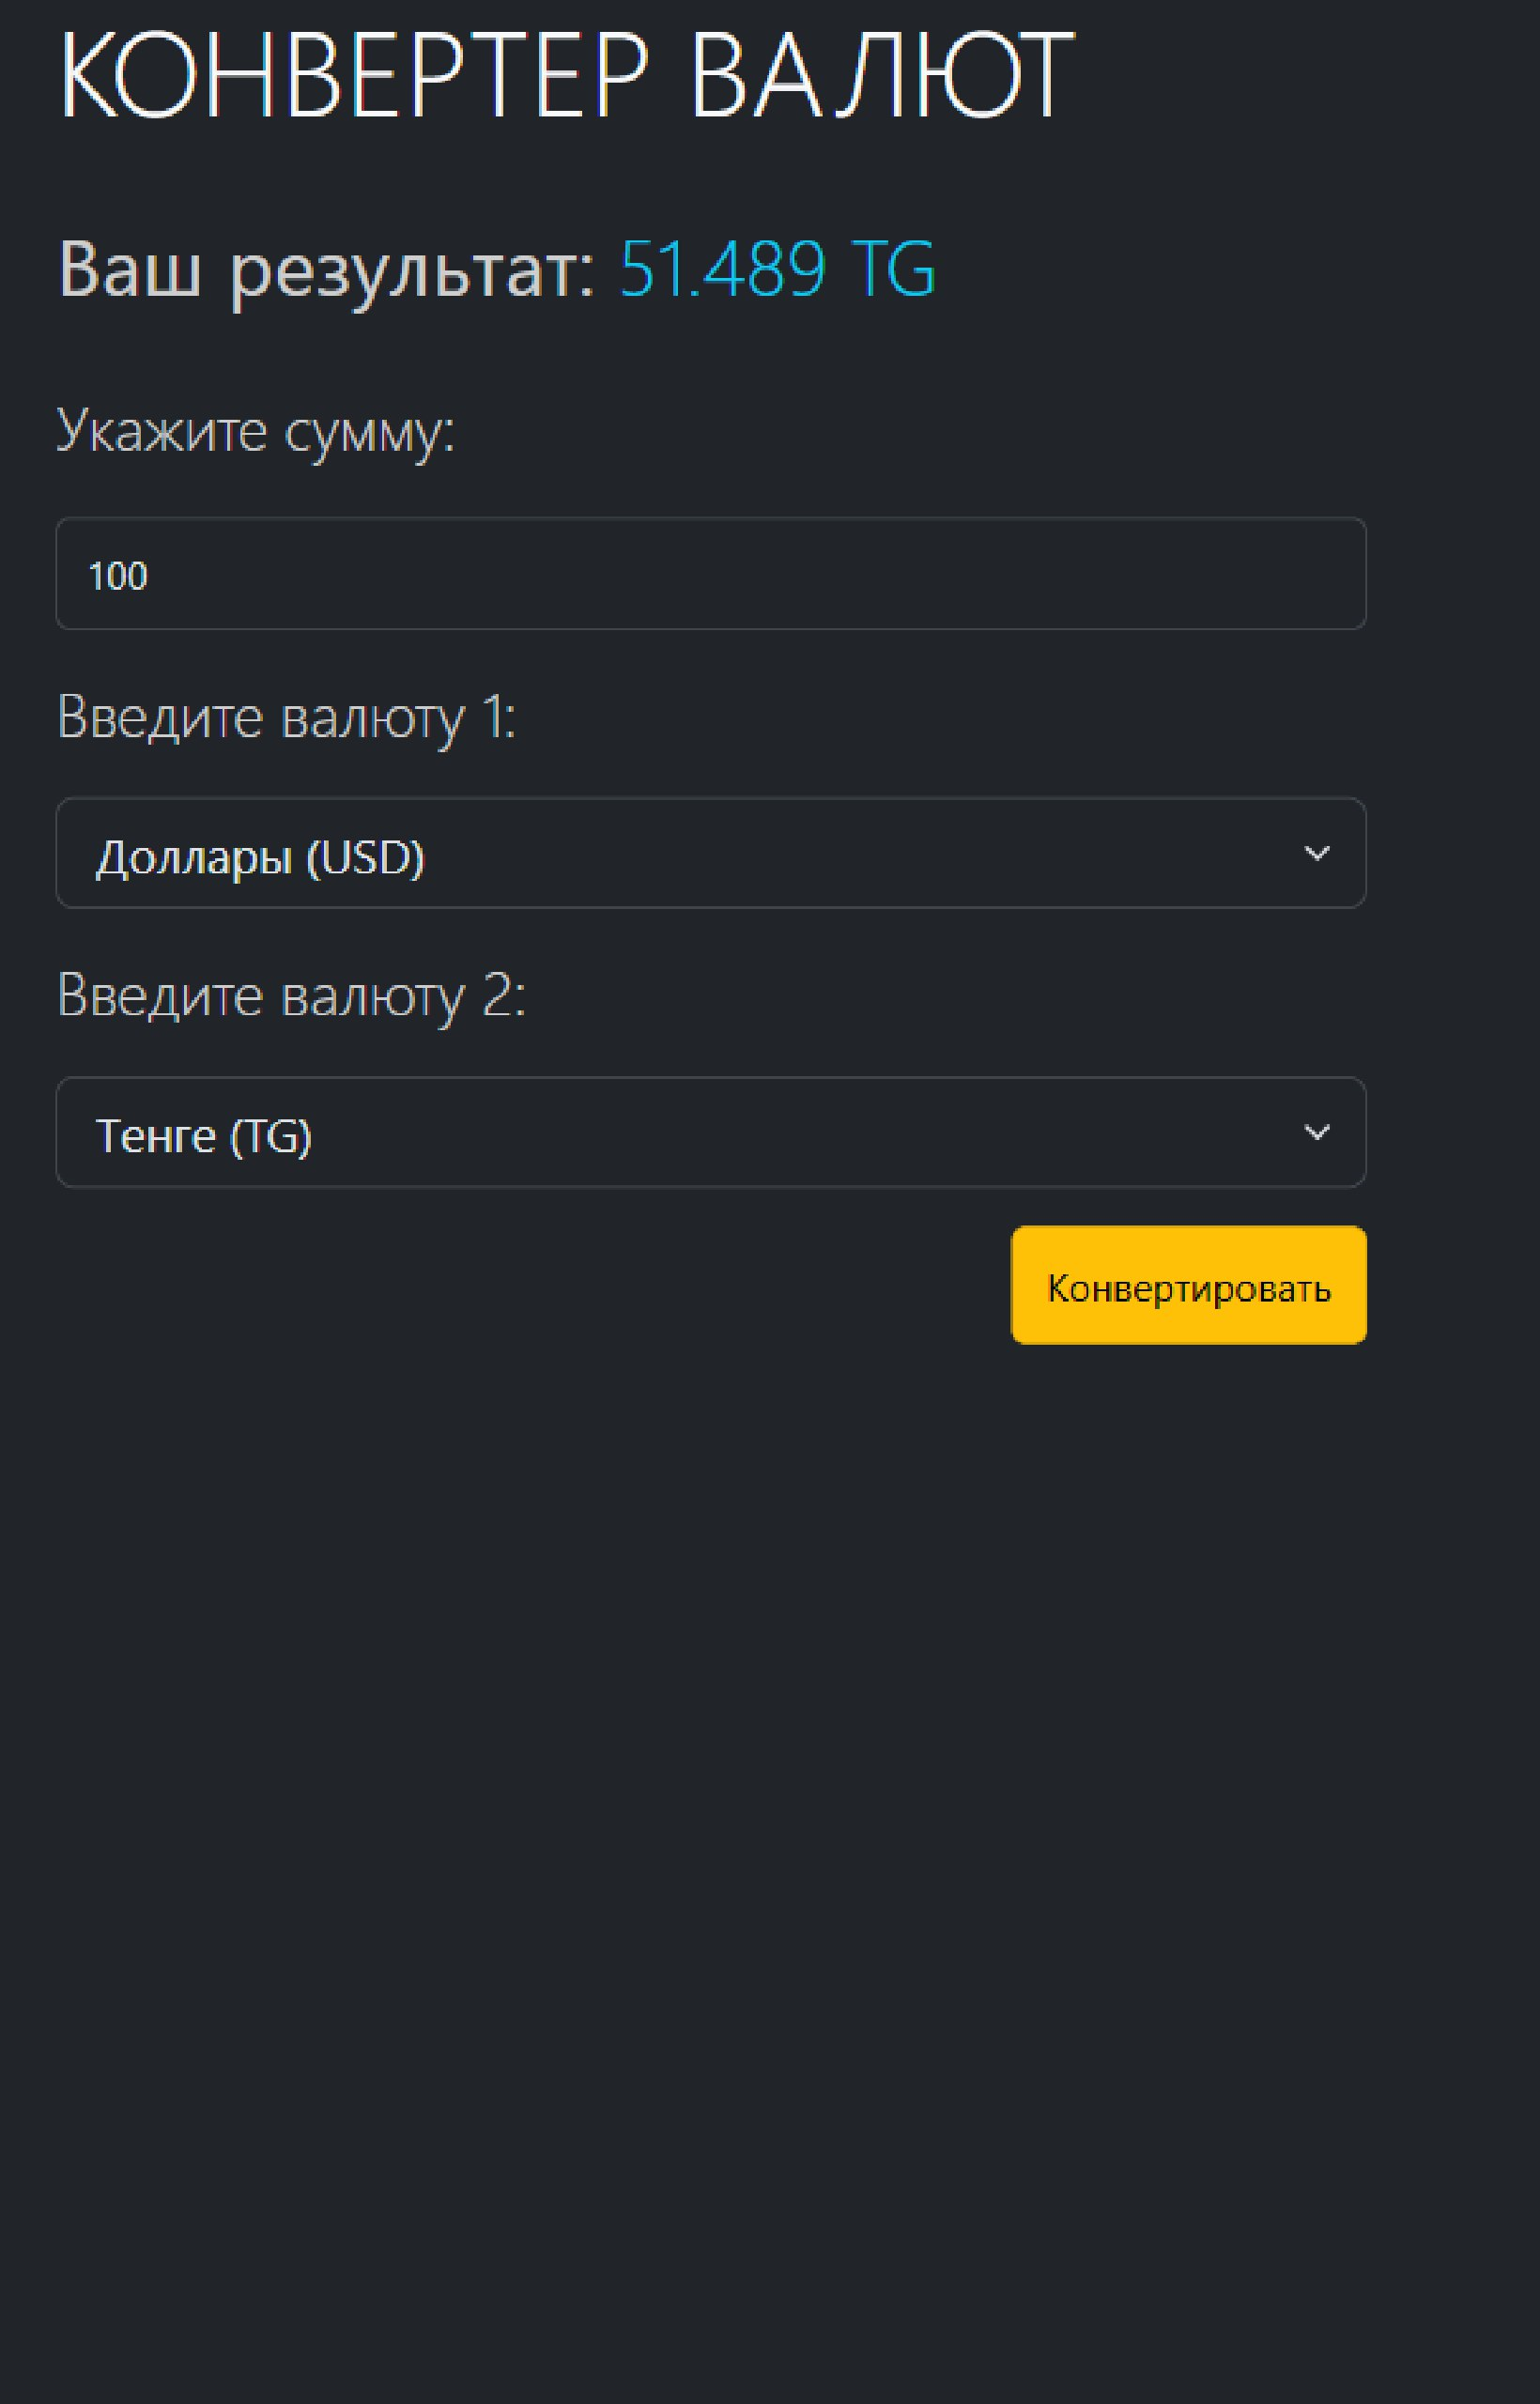 КОНВЕРТЕР ВАЛЮТ
Ваш результат: 51.489 TG
Укажите сумму:
100
Введите валюту 1:
Доллары (USD)
Введите валюту 2:
Тенге (TG)
Конвертировать